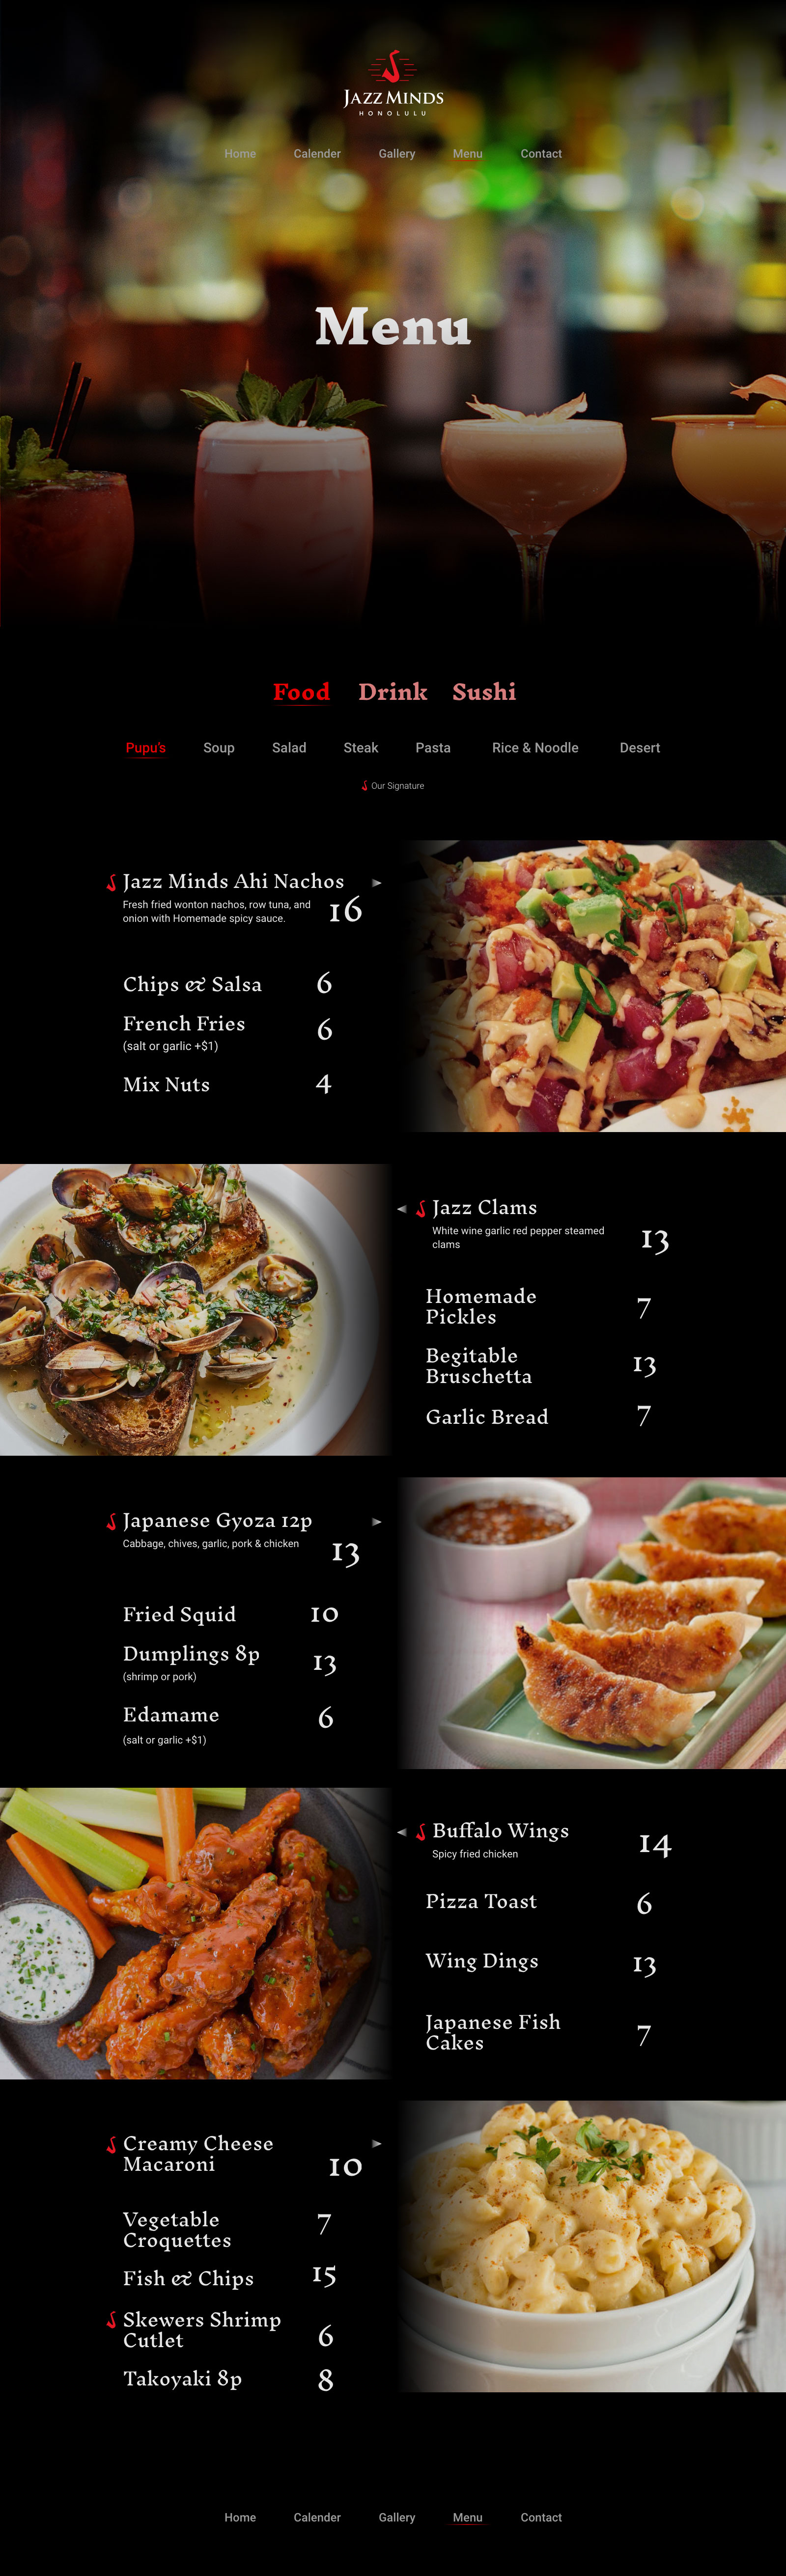 JAZZ MINDS
HONOLULU
Home Calender Gallery Menu Contact
Menu
Food Drink Sushi
Pupu's Soup Salad Steak Pasta Rice & Noodle Desert
Our Signature
Jazz Minds Ahi Nachos
Fresh fried wonton nachos, row tuna, and
onion with Homemade spicy sauce.
16
Chips & Salsa 6
French Fries 6
(salt or garlic +$1)
Mix Nuts 4
Jazz Clams
White wine garlic red pepper steamed
clams
13
Homemade
Pickles
7
Begitable
Bruschetta
13
Garlic Bread 7
Japanese Gyoza 12p
Cabbage, chives, garlic, pork & chicken
13
Fried Squid 10
Dumplings 8p 13
(shrimp or pork)
Edamame 6
(salt or garlic +$1)
Buffalo Wings 14
Spicy fried chicken
Pizza Toast 6
Wing Dings 13
Japanese Fish
Cakes
7
Creamy Cheese
Macaroni
10
Vegetable
Croquettes
7
Fish & Chips 15
Skewers Shrimp
Cutlet
6
Takoyaki 8p 8
Home Calender Gallery Menu Contact